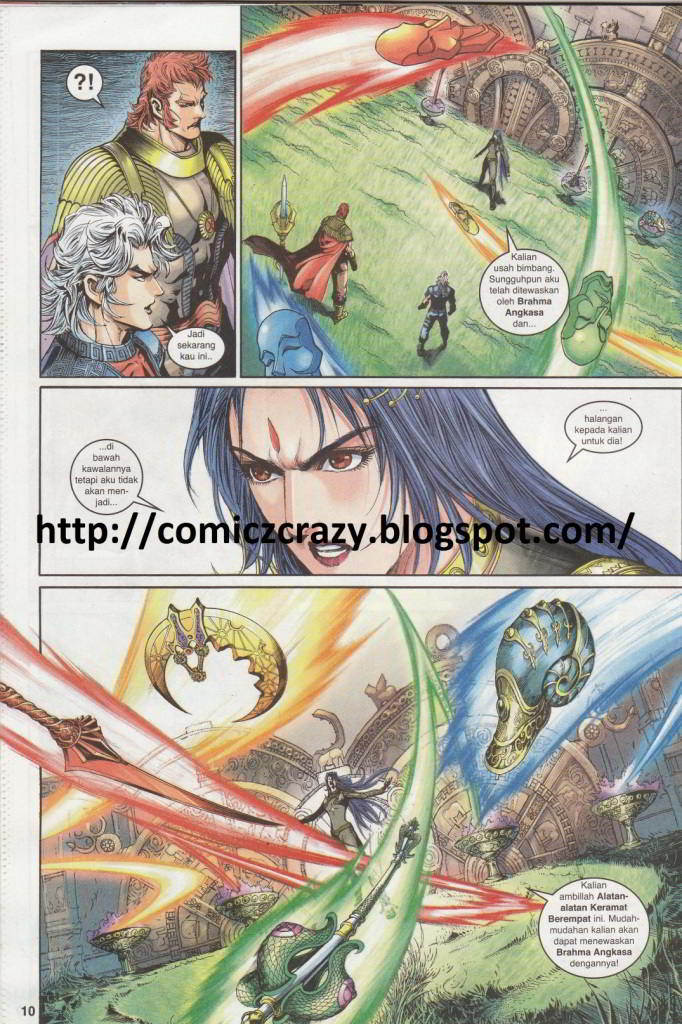 ?!
Jadi
sekarang
kau ini..
Kalian
usah bimbang.
Sungguhpun aku
telah ditewaskan
oleh Brahma
Angkasa
dan...
...di
bawah
kawalannya
tetapi aku tidak
akan men-
jadi...
...
halangan
kepada kalian
untuk dia!
http://comiczcrazy.blogspot.com/
Kalian
ambillah Alatan-
alatan Keramat
Berempat ini. Mudah-
mudahan kalian akan
dapat menewaskan
Brahma Angkasa
dengannya!
10